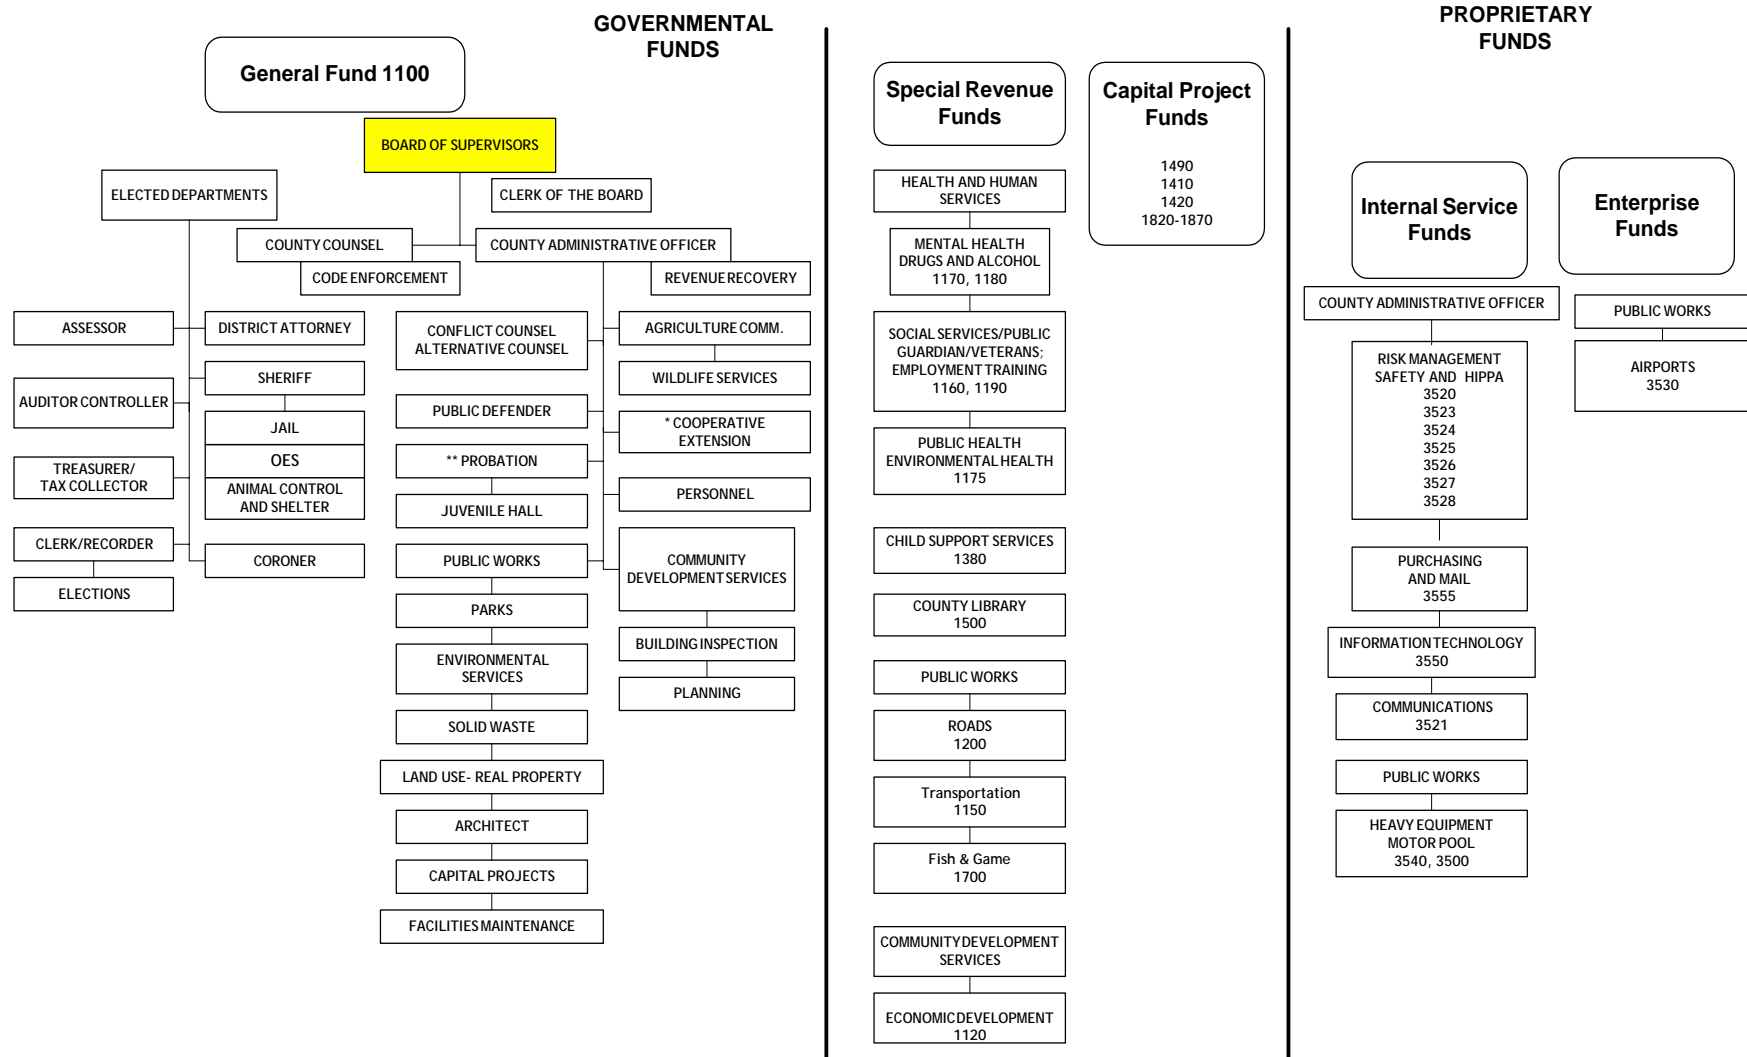 GOVERNMENTAL
FUNDS
General Fund 1100
BOARD OF SUPERVISORS
ELECTED DEPARTMENTS
CLERK OF THE BOARD
COUNTY COUNSEL
CODE ENFORCEMENT
COUNTY ADMINISTRATIVE OFFICER
REVENUE RECOVERY
ASSESSOR
DISTRICT ATTORNEY
AUDITOR CONTROLLER
SHERIFF
JAIL
OES
ANIMAL CONTROL
AND SHELTER
TREASURER/
TAX COLLECTOR
CLERK/RECORDER
ELECTIONS
CORONER
CONFLICT COUNSEL
ALTERNATIVE COUNSEL
PUBLIC DEFENDER
** PROBATION
JUVENILE HALL
PUBLIC WORKS
PARKS
ENVIRONMENTAL
SERVICES
SOLID WASTE
LAND USE- REAL PROPERTY
ARCHITECT
CAPITAL PROJECTS
FACILITIES MAINTENANCE
AGRICULTURE COMM.
WILDLIFE SERVICES
* COOPERATIVE
EXTENSION
PERSONNEL
COMMUNITY
DEVELOPMENT SERVICES
BUILDING INSPECTION
PLANNING
Special Revenue
Funds
HEALTH AND HUMAN
SERVICES
MENTAL HEALTH
DRUGS AND ALCOHOL
1170, 1180
SOCIAL SERVICES/PUBLIC
GUARDIAN/VETERANS;
EMPLOYMENT TRAINING
1160, 1190
PUBLIC HEALTH
ENVIRONMENTAL HEALTH
1175
CHILD SUPPORT SERVICES
1380
COUNTY LIBRARY
1500
PUBLIC WORKS
ROADS
1200
Transportation
1150
Fish & Game
1700
COMMUNITY DEVELOPMENT
SERVICES
ECONOMIC DEVELOPMENT
1120
Capital Project
Funds
1490
1410
1420
1820-1870
PROPRIETARY
FUNDS
Internal Service
Funds
COUNTY ADMINISTRATIVE OFFICER
RISK MANAGEMENT
SAFETY AND HIPPA
3520
3523
3524
3525
3526
3527
3528
PURCHASING
AND MAIL
3555
INFORMATION TECHNOLOGY
3550
COMMUNICATIONS
3521
PUBLIC WORKS
HEAVY EQUIPMENT
MOTOR POOL
3540, 3500
Enterprise
Funds
PUBLIC WORKS
AIRPORTS
3530